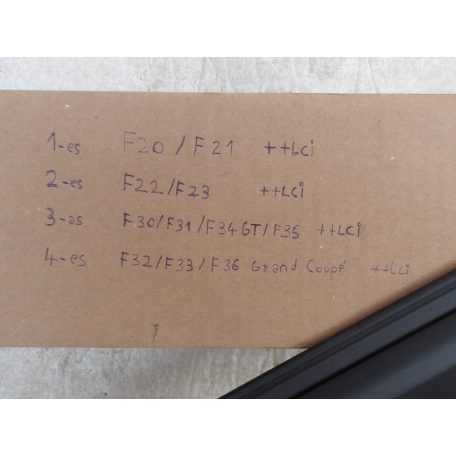 1-es F20/F21 ++LCi
2-es F22/F23 ++LCi
3-as F30/F31/F34GT/F35 ++LCi
4-es F32/F33/F36 Grand Coupé ++LCi